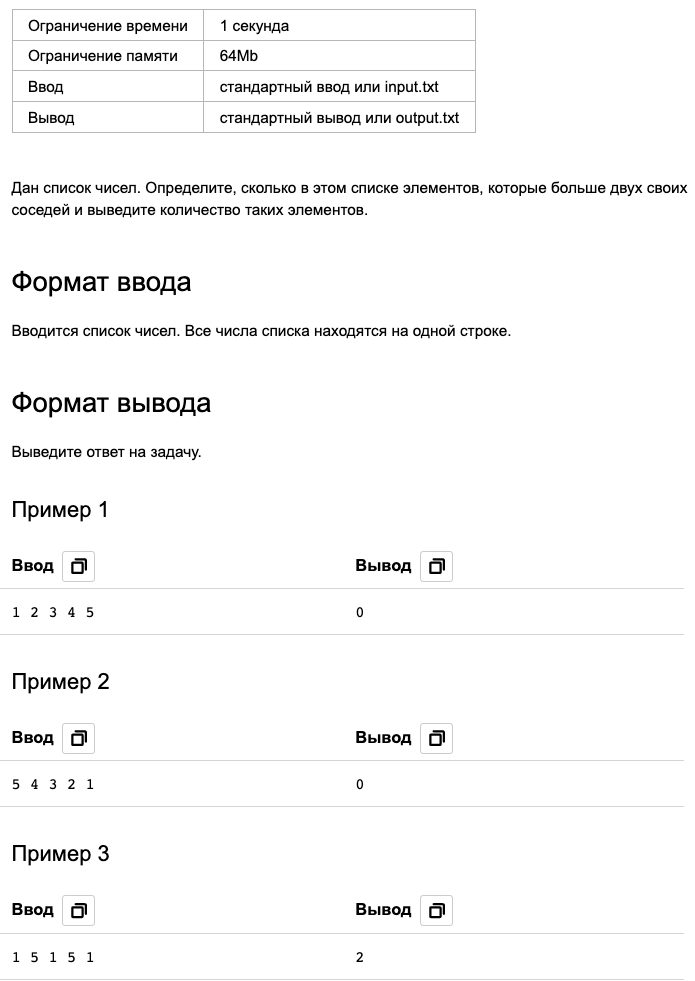 Ограничение времени 1 секунда
Ограничение памяти 64Mb
Ввод стандартный ввод или input.txt
Вывод стандартный вывод или output.txt
Дан список чисел. Определите, сколько в этом списке элементов, которые больше двух своих
соседей и выведите количество таких элементов.
Формат ввода
Вводится список чисел. Все числа списка находятся на одной строке.
Формат вывода
Выведите ответ на задачу.
Пример 1
Ввод Вывод
1 2 3 4 5 0
Пример 2
Ввод Вывод
5 4 3 2 1 0
Пример 3
Ввод Вывод
1 5 1 5 1 2